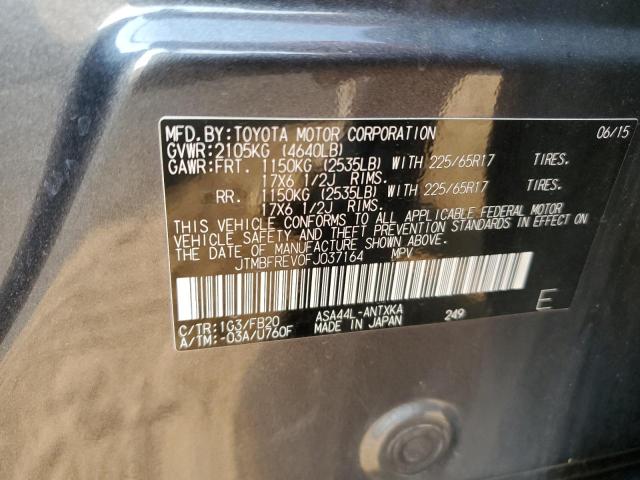 MFD.BY:TOYOTA MOTOR CORPORATION 06/15
GVWR:2105KG (4640LB)
GAWR:FRT. 1150KG (2535LB) WITH 225/65R17 TIRES.
17X6 1/2J RIMS.
RR. 1150KG (2535LB) WITH 225/65R17 TIRES.
17X6 1/2J RIMS.
THIS VEHICLE CONFORMS TO ALL APPLICABLE FEDERAL MOTOR
VEHICLE SAFETY AND THEFT PREVENTION STANDARDS IN EFFECT ON
THE DATE OF MANUFACTURE SHOWN ABOVE.
JTMBFREV0FJ037164 MPV
C/TR:1G3/FB20 ASA44L-ANTXKA 249 E
A/TM:-03A/U760F MADE IN JAPAN